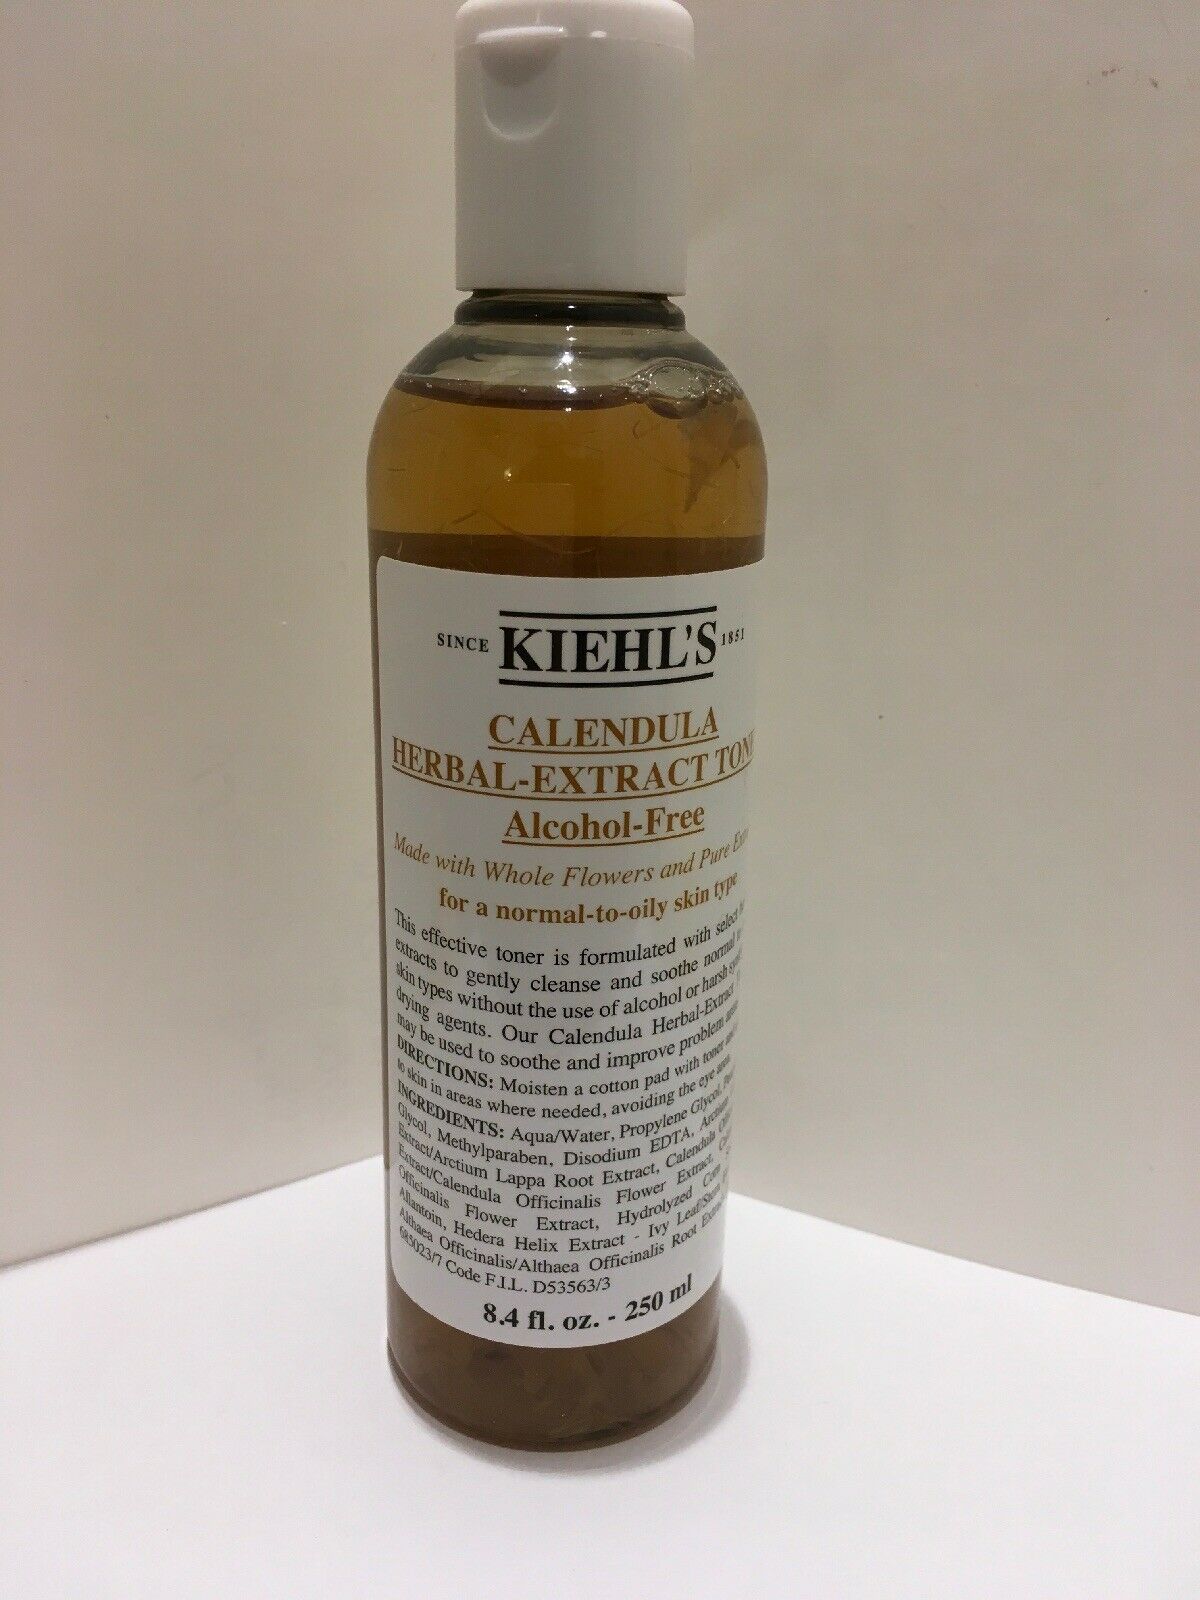 SINCE KIEHL'S 1851
CALENDULA
HERBAL-EXTRACT
Alcohol-Free
Made with Whole Flowers and Pure
for a normal-to-oily skin type
This effective toner is formulated with select
extracts to gently cleanse and soothe normal
skin types without the use of alcohol or harsh
drying agents. Our Calendula Herbal-Extract
may be used to soothe and improve problem
DIRECTIONS: Moisten a cotton pad with toner
to skin in areas where needed, avoiding the eye area.
INGREDIENTS: Aqua/Water, Propylene Glycol,
Glycol, Methylparaben, Disodium EDTA,
Extract/Arctium Lappa Root Extract, Calendula
Extract/Calendula Officinalis Flower Extract,
Officinalis Flower Extract, Hydrolyzed Corn
Allantoin, Hedera Helix Extract - Ivy Leaf/Stem
Althaea Officinalis/Althaea Officinalis Root
685023/7 Code F.I.L. D53563/3
8.4 fl. oz. - 250 ml